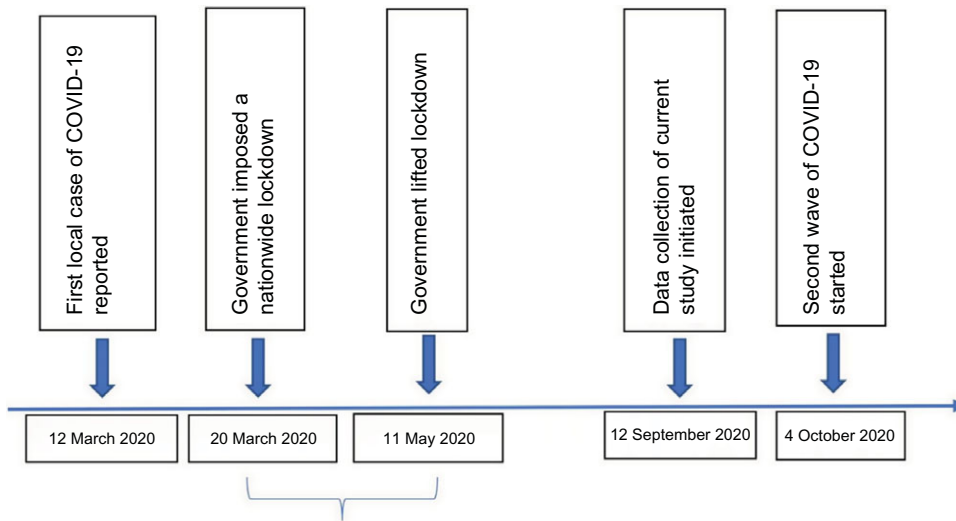 First local case of COVID-19
reported
Government imposed a
nationwide lockdown
Government lifted lockdown
Data collection of current
study initiated
Second wave of COVID-19
started
12 March 2020
20 March 2020
11 May 2020
12 September 2020
4 October 2020